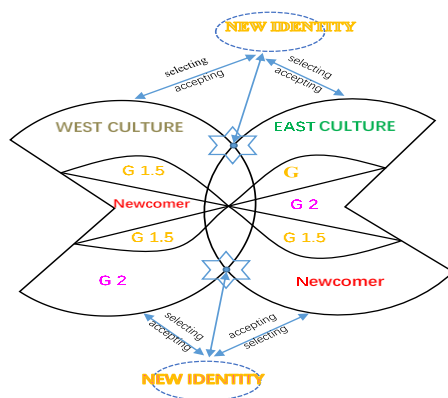 NEW IDENTITY
selecting
accepting
selecting
accepting
WEST CULTURE
EAST CULTURE
G 1.5
G
Newcomer
G 2
G 1.5
G 1.5
G 2
Newcomer
selecting
accepting
accepting
selecting
NEW IDENTITY